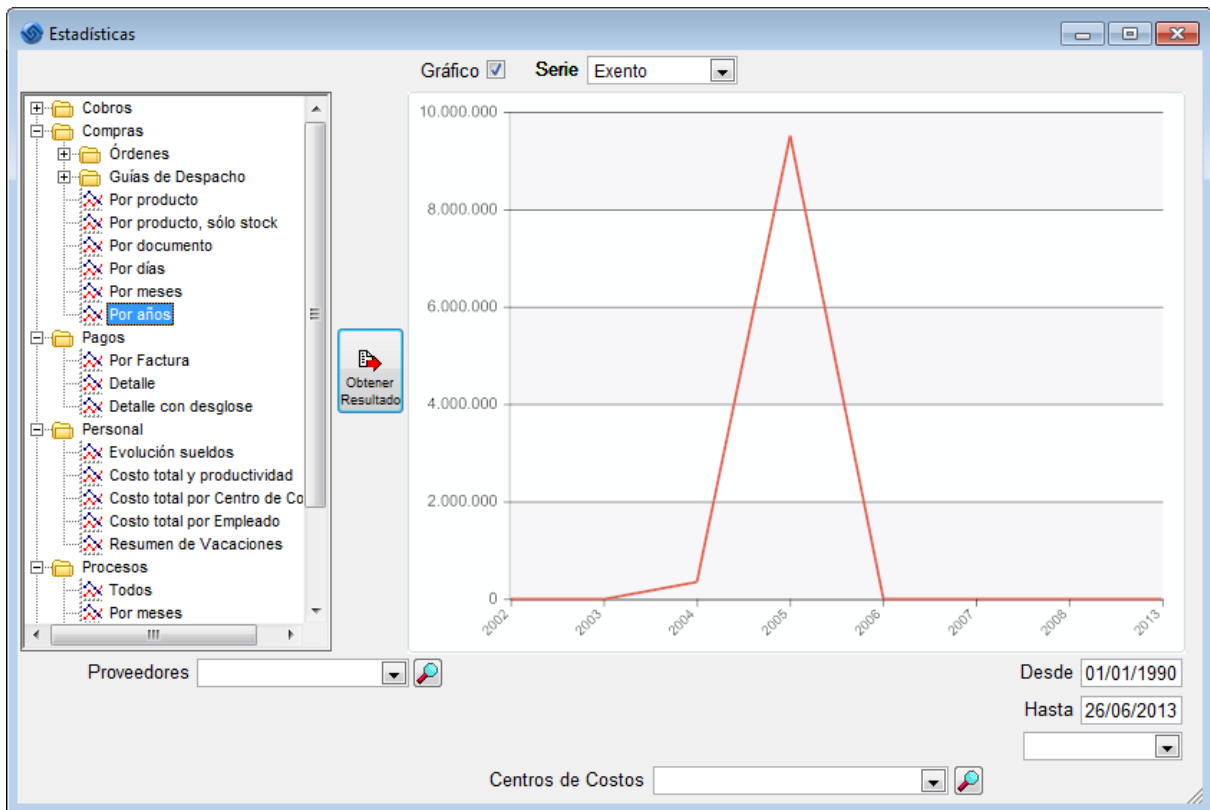 Estadísticas
Gráfico Serie Exento
Cobros
Compras
Órdenes
Guías de Despacho
Por producto
Por producto, sólo stock
Por documento
Por días
Por meses
Por años
Pagos
Por Factura
Detalle
Detalle con desglose
Personal
Evolución sueldos
Costo total y productividad
Costo total por Centro de Co
Costo total por Empleado
Resumen de Vacaciones
Procesos
Todos
Por meses
Obtener
Resultado
10.000.000
8.000.000
6.000.000
4.000.000
2.000.000
0
2002 2003 2004 2005 2006 2007 2008 2013
Proveedores
Desde 01/01/1990
Hasta 26/06/2013
Centros de Costos